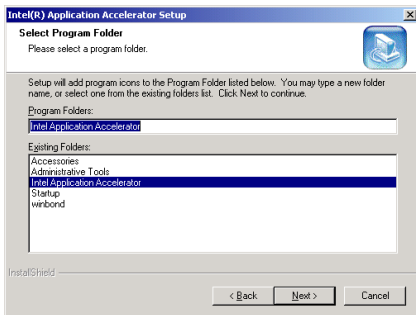 Intel(R) Application Accelerator Setup
Select Program Folder
Please select a program folder.
Setup will add program icons to the Program Folder listed below. You may type a new folder
name, or select one from the existing folders list. Click Next to continue.
Program Folders:
Intel Application Accelerator
Existing Folders:
Accessories
Administrative Tools
Intel Application Accelerator
Startup
winbond
InstallShield
< Back Next > Cancel